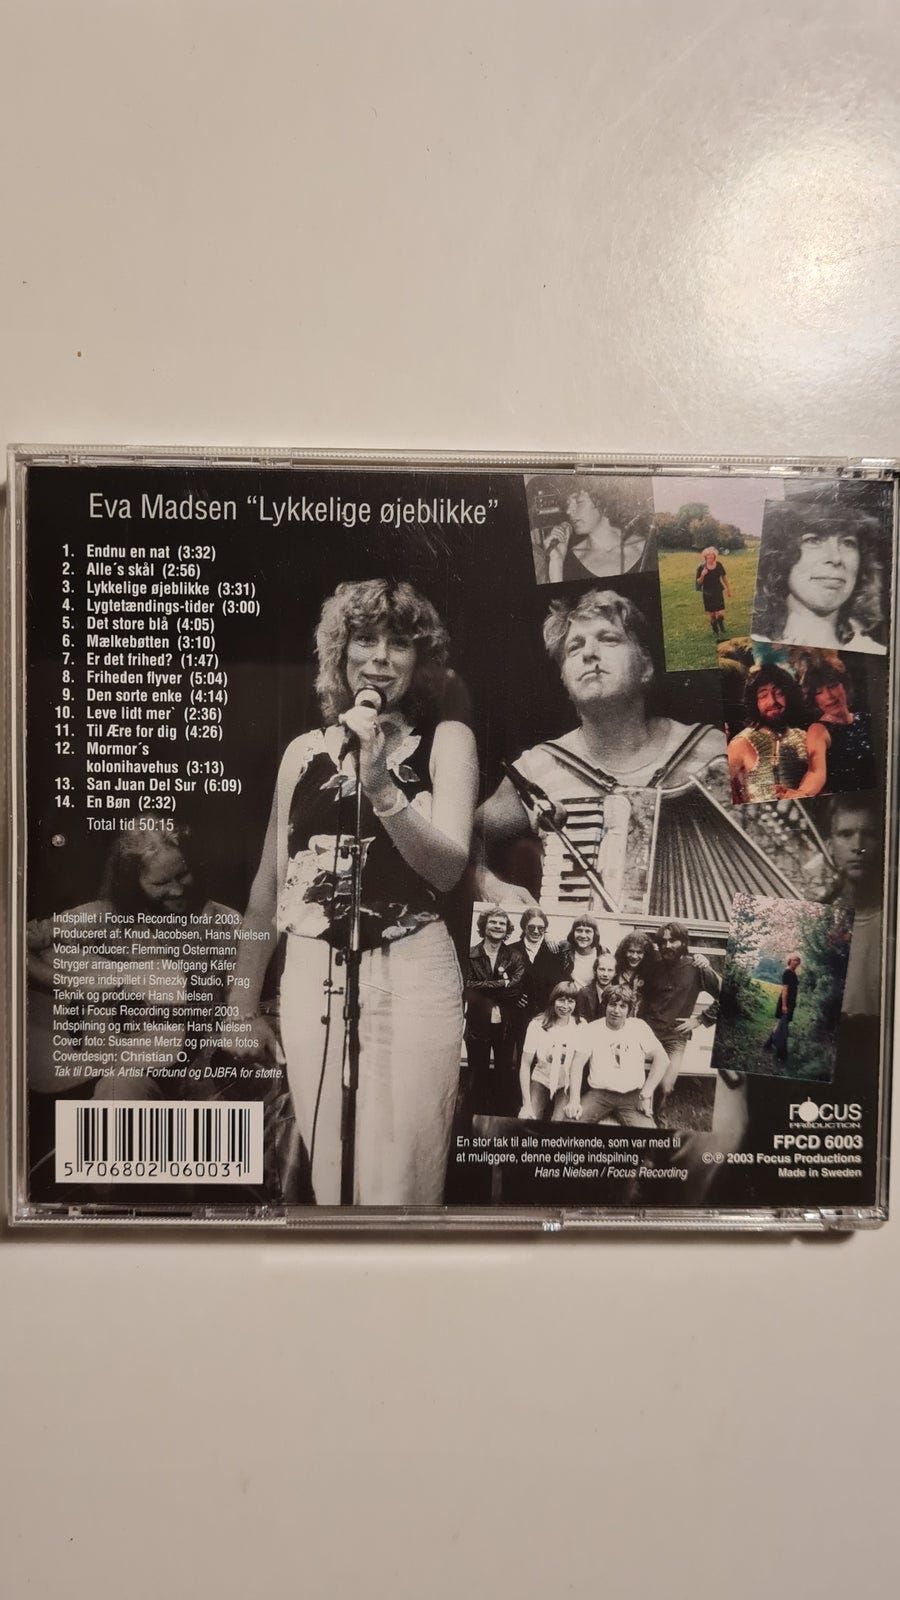 Eva Madsen “Lykkelige øjeblikke”
1. Endnu en nat (3:32)
2. Alle´s skål (2:56)
3. Lykkelige øjeblikke (3:31)
4. Lygtetændings-tider (3:00)
5. Det store blå (4:05)
6. Mælkebøtten (3:10)
7. Er det frihed? (1:47)
8. Friheden flyver (5:04)
9. Den sorte enke (4:14)
10. Leve lidt mer` (2:36)
11. Til Ære for dig (4:26)
12. Mormor´s
kolonihavehus (3:13)
13. San Juan Del Sur (6:09)
14. En Bøn (2:32)
Total tid 50:15
Indspillet i Focus Recording forår 2003.
Produceret af: Knud Jacobsen, Hans Nielsen
Vocal producer: Flemming Ostermann
Stryger arrangement : Wolfgang Käfer
Strygere indspillet i Smezky Studio, Prag
Teknik og producer Hans Nielsen
Mixet i Focus Recording sommer 2003
Indspilning og mix tekniker: Hans Nielsen
Cover foto: Susanne Mertz og private fotos
Coverdesign: Christian O.
Tak til Dansk Artist Forbund og DJBFA for støtte.
5 706802 060031
En stor tak til alle medvirkende, som var med til
at muliggøre, denne dejlige indspilning .
Hans Nielsen / Focus Recording
FOCUS
PRODUCTION
FPCD 6003
©℗ 2003 Focus Productions
Made in Sweden